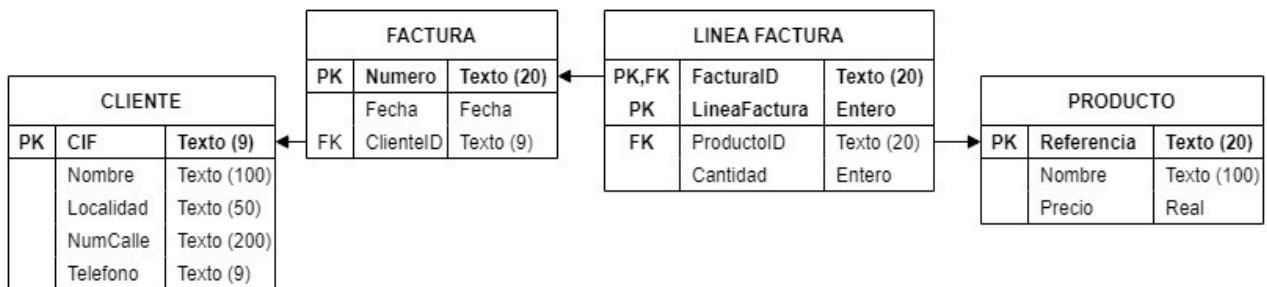 CLIENTE
PK CIF Texto (9)
Nombre Texto (100)
Localidad Texto (50)
NumCalle Texto (200)
Telefono Texto (9)
FACTURA
PK Numero Texto (20)
Fecha Fecha
FK ClienteID Texto (9)
LINEA FACTURA
PK,FK FacturaID Texto (20)
PK LineaFactura Entero
FK ProductoID Texto (20)
Cantidad Entero
PRODUCTO
PK Referencia Texto (20)
Nombre Texto (100)
Precio Real